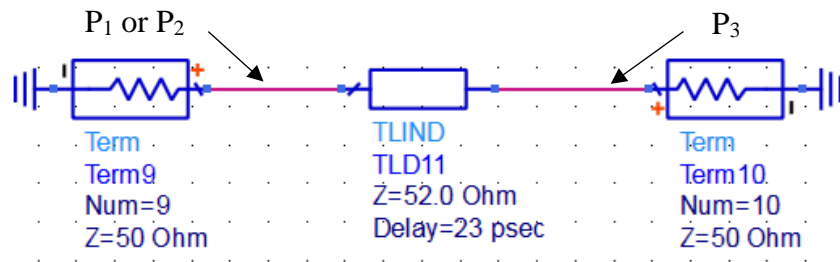 P₁ or P₂
P₃
Term
Term9
Num=9
Z=50 Ohm
TLIND
TLD11
Z=52.0 Ohm
Delay=23 psec
Term
Term10
Num=10
Z=50 Ohm